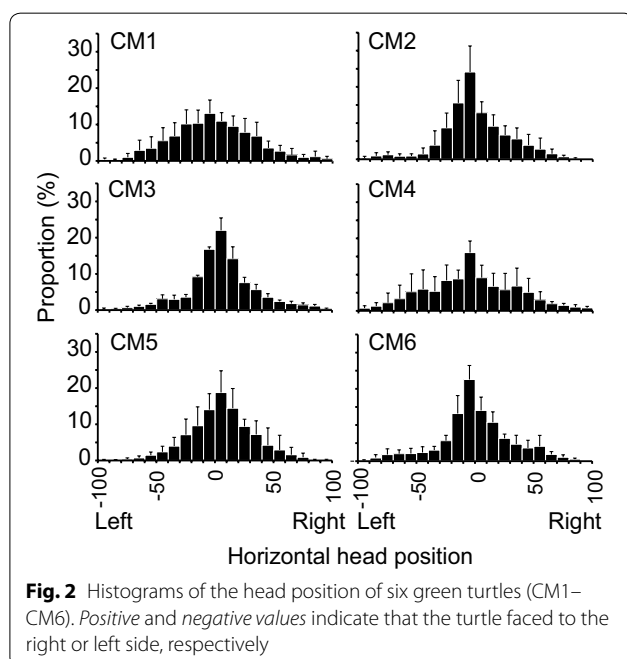 CM1 CM2
30
20
10
0
CM3 CM4
30
20
10
0
CM5 CM6
30
20
10
0
Proportion (%)
-100 -50 0 50 100 -100 -50 0 50 100
Left Right Left Right
Horizontal head position
Fig. 2 Histograms of the head position of six green turtles (CM1–
CM6). Positive and negative values indicate that the turtle faced to the
right or left side, respectively